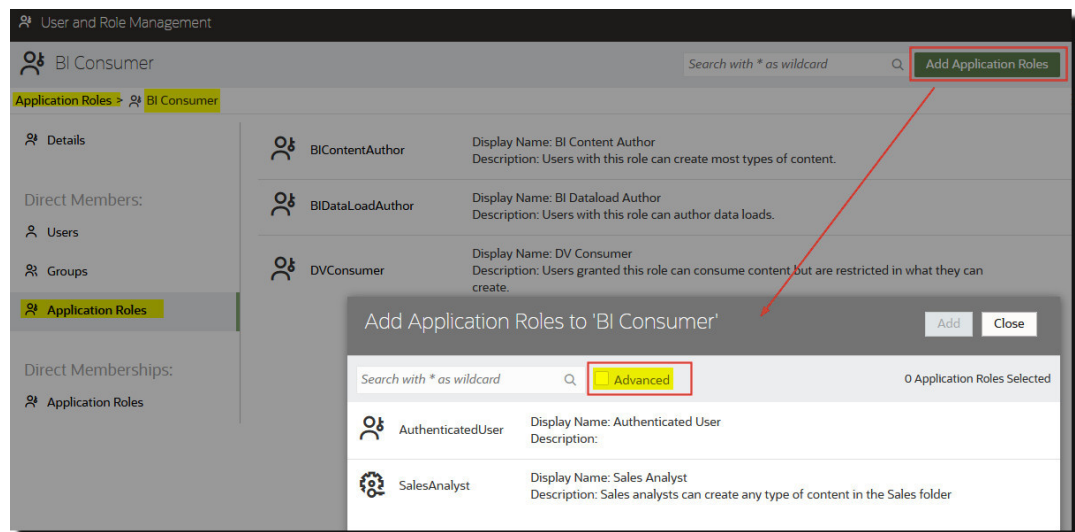 User and Role Management
BI Consumer
Search with * as wildcard
Add Application Roles
Application Roles > BI Consumer
Details
Direct Members:
Users
Groups
Application Roles
Direct Memberships:
Application Roles
BIContentAuthor
Display Name: BI Content Author
Description: Users with this role can create most types of content.
BIDataLoadAuthor
Display Name: BI Dataload Author
Description: Users with this role can author data loads.
DVConsumer
Display Name: DV Consumer
Description: Users granted this role can consume content but are restricted in what they can
create.
Add Application Roles to 'BI Consumer'
Add
Close
Search with * as wildcard
Advanced
0 Application Roles Selected
AuthenticatedUser
Display Name: Authenticated User
Description:
SalesAnalyst
Display Name: Sales Analyst
Description: Sales analysts can create any type of content in the Sales folder